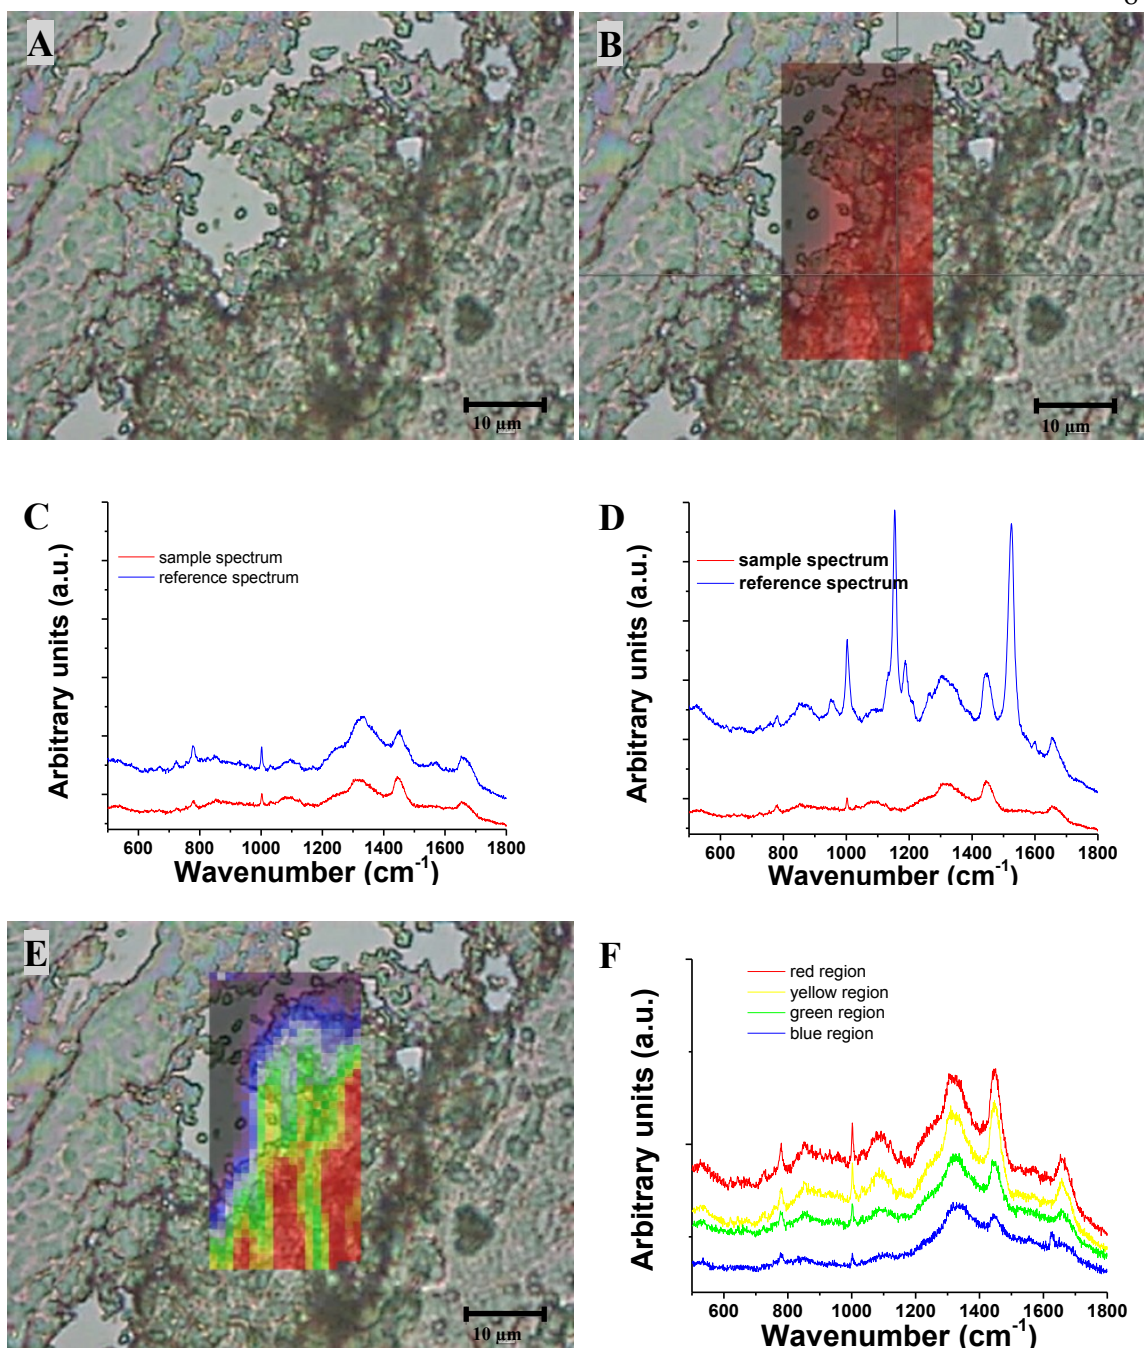 A
B
10 µm
10 µm
C
sample spectrum
reference spectrum
Arbitrary units (a.u.)
600 800 1000 1200 1400 1600 1800
Wavenumber (cm⁻¹)
D
sample spectrum
reference spectrum
Arbitrary units (a.u.)
600 800 1000 1200 1400 1600 1800
Wavenumber (cm⁻¹)
E
10 µm
F
red region
yellow region
green region
blue region
Arbitrary units (a.u.)
600 800 1000 1200 1400 1600 1800
Wavenumber (cm⁻¹)